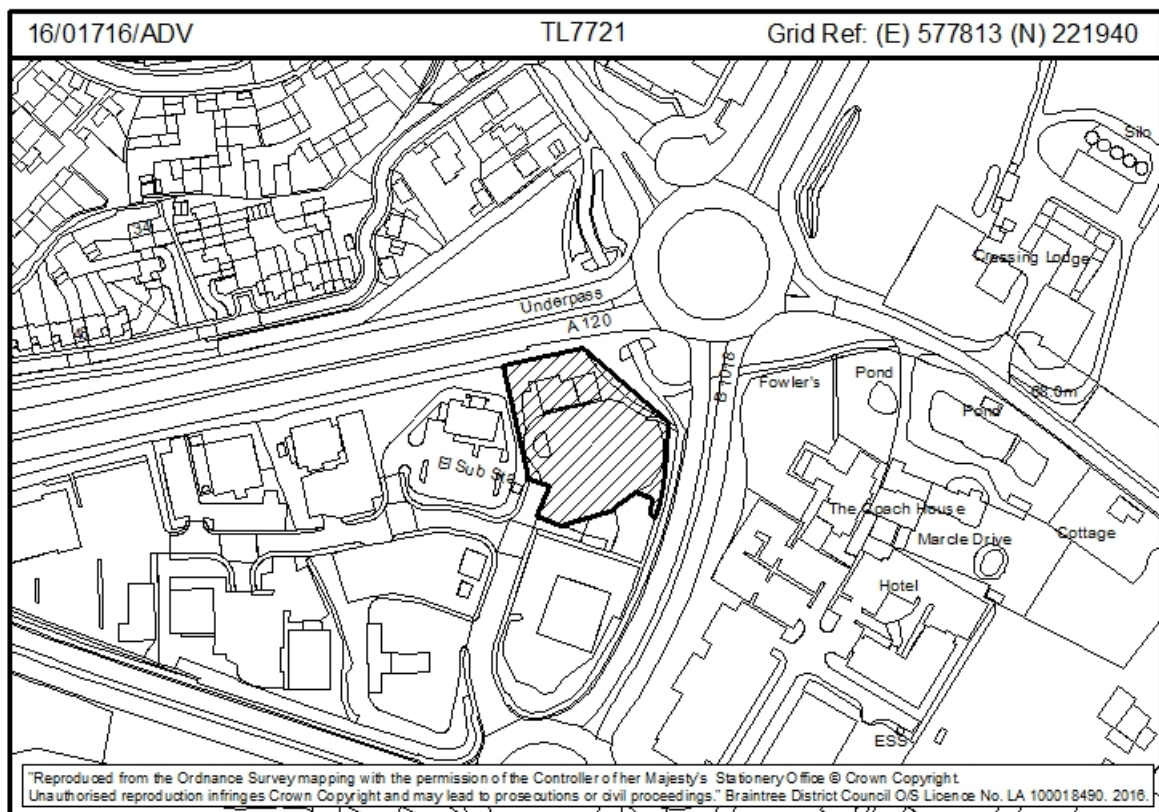 16/01716/ADV TL7721 Grid Ref: (E) 577813 (N) 221940
Silo
34
Cressing Lodge
Underpass
46
A 120
B 1018
Fowler's
Pond
Pond
68.0m
El Sub Sta
The Coach House
Cottage
Marcle Drive
Hotel
ESS
"Reproduced from the Ordnance Survey mapping with the permission of the Controller of her Majesty's Stationery Office © Crown Copyright.
Unauthorised reproduction infringes Crown Copyright and may lead to prosecutions or civil proceedings." Braintree District Council O/S Licence No. LA 100018490. 2016.